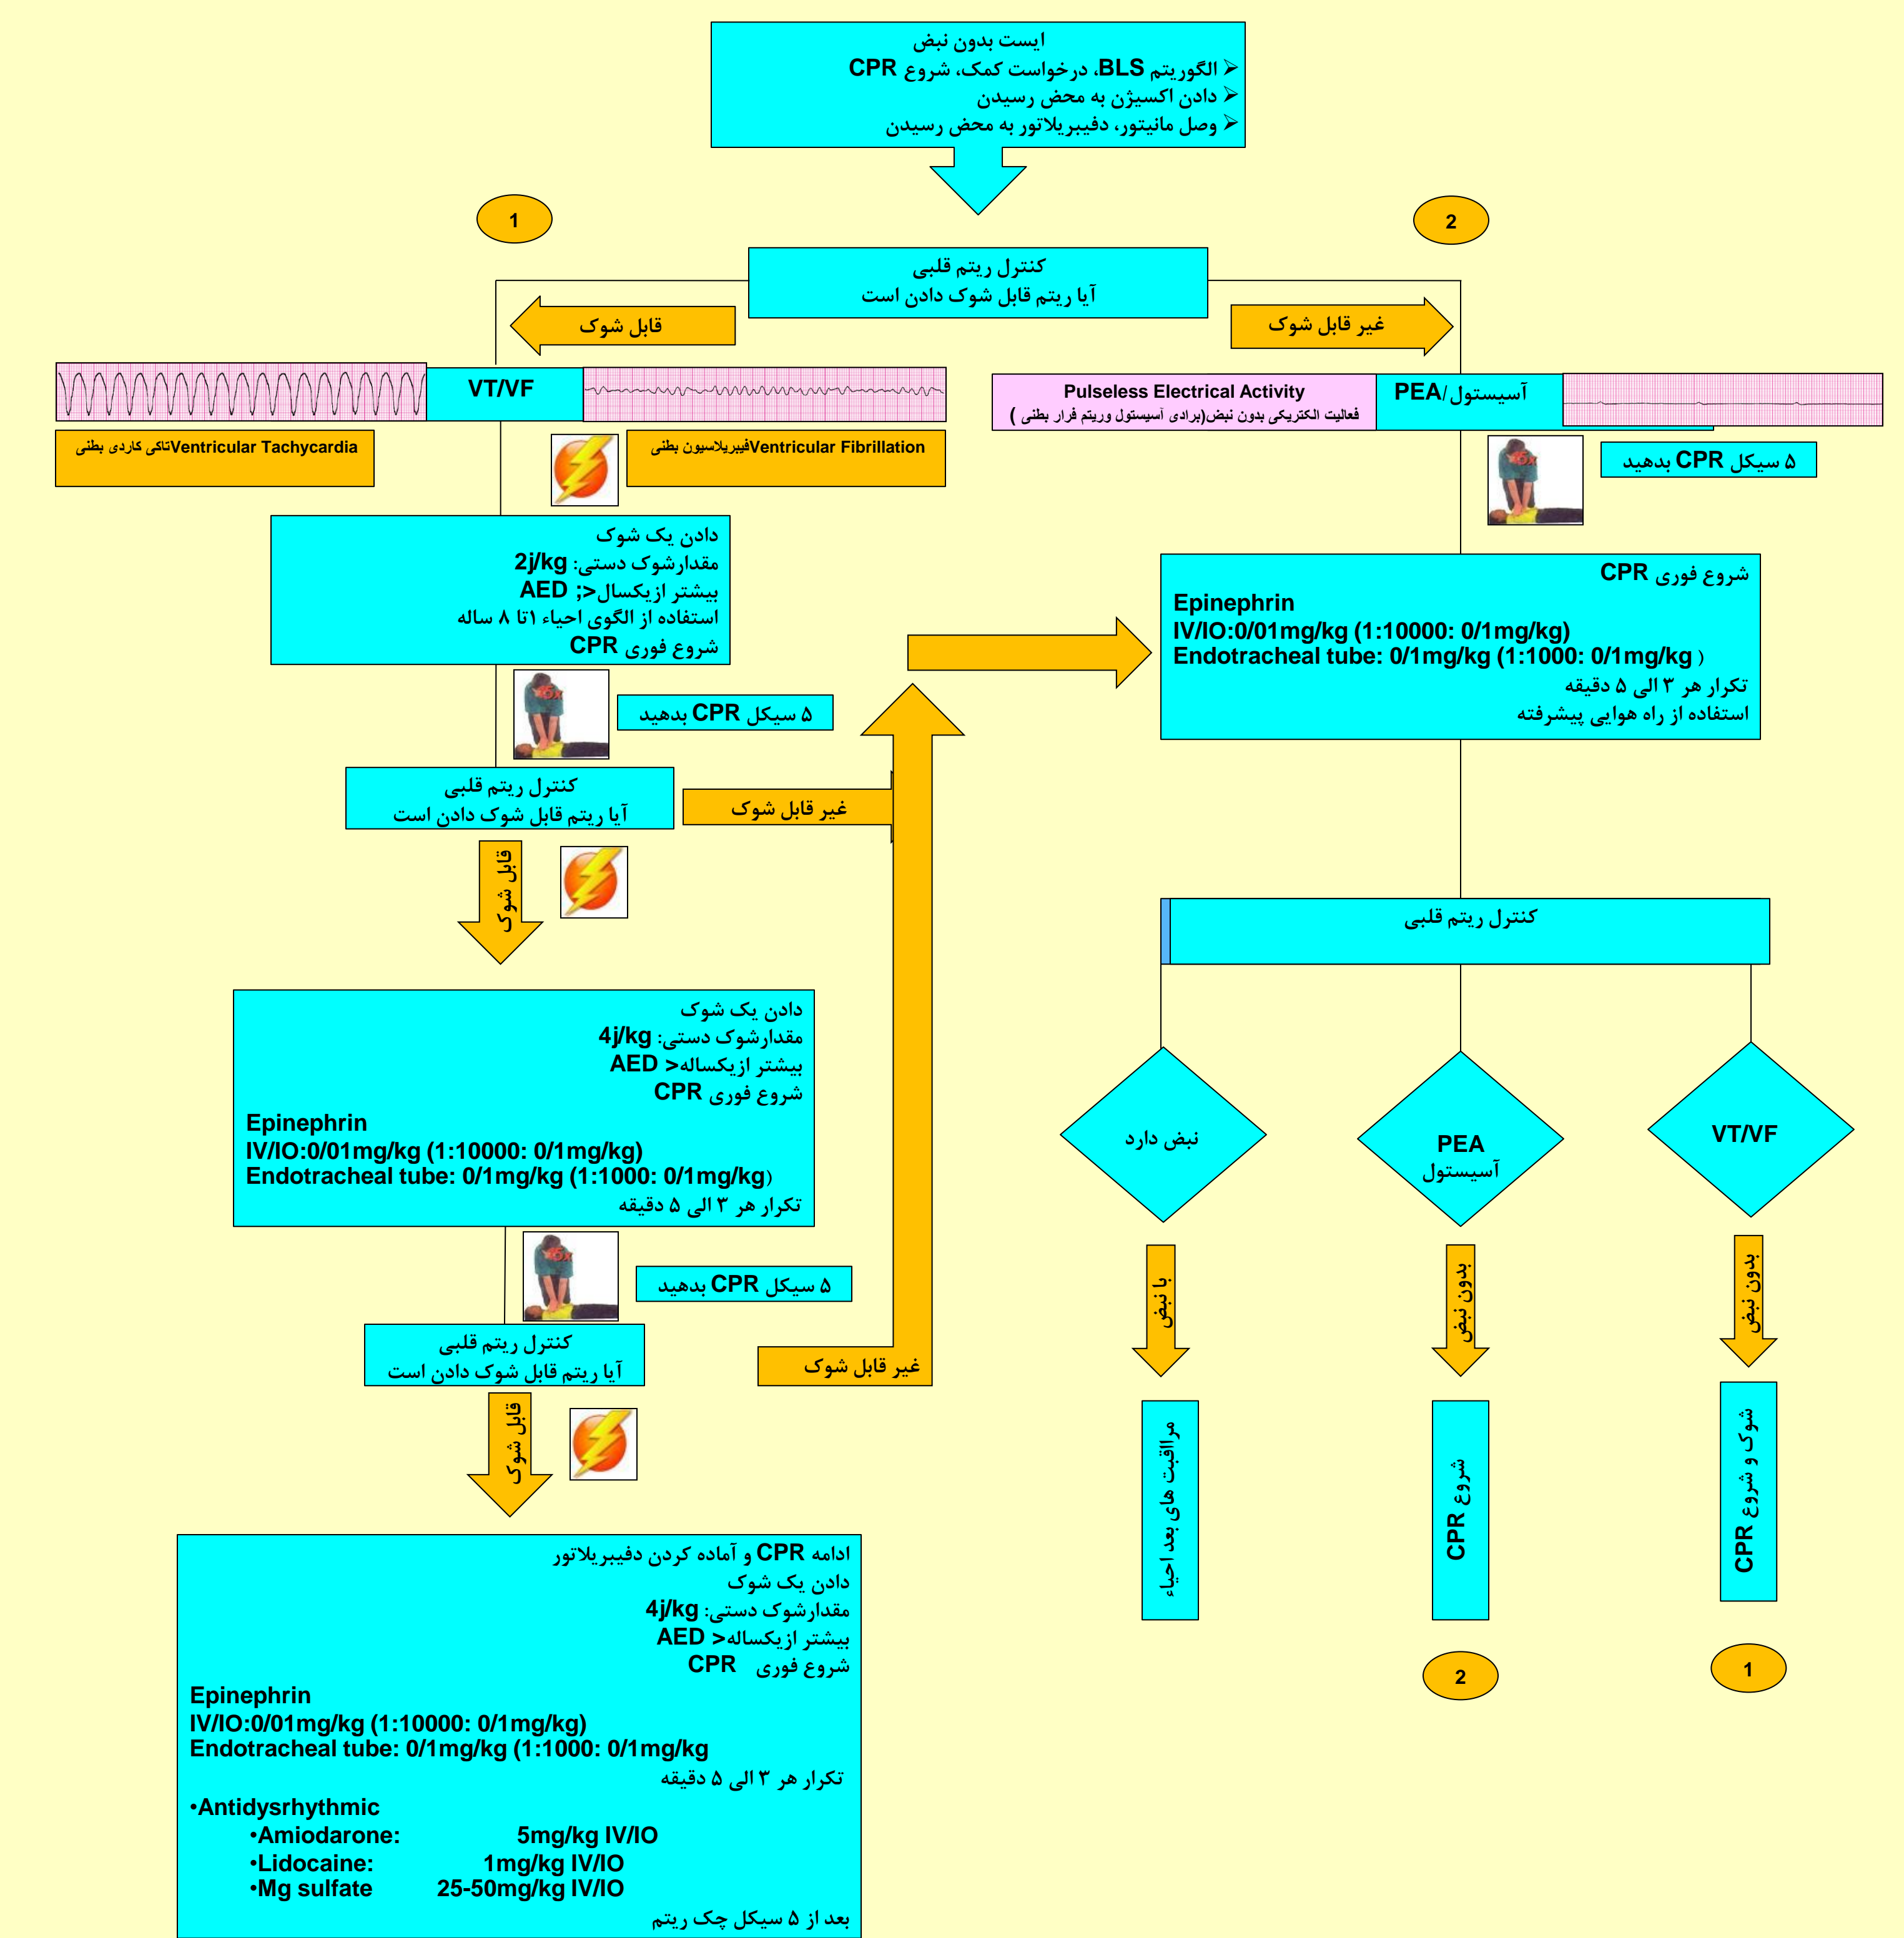 ایست بدون نبض
الگوریتم BLS، درخواست کمک، شروع CPR
دادن اکسیژن به محض رسیدن
وصل مانیتور، دفیبریلاتور به محض رسیدن
1
2
کنترل ریتم قلبی
آیا ریتم قابل شوک دادن است
قابل شوک
غیر قابل شوک
VT/VF
Ventricular Tachycardiaتاکی کاردی بطنی
Ventricular Fibrillationفیبریلاسیون بطنی
دادن یک شوک
مقدارشوک دستی: 2j/kg
بیشتر ازیکسال<; AED
استفاده از الگوی احیاء ۱تا ۸ ساله
شروع فوری CPR
۵ سیکل CPR بدهید
کنترل ریتم قلبی
آیا ریتم قابل شوک دادن است
غیر قابل شوک
قابل شوک
دادن یک شوک
مقدارشوک دستی: 4j/kg
بیشتر ازیکساله< AED
شروع فوری CPR
Epinephrin
IV/IO:0/01mg/kg (1:10000: 0/1mg/kg)
Endotracheal tube: 0/1mg/kg (1:1000: 0/1mg/kg)
تکرار هر ۳ الی ۵ دقیقه
۵ سیکل CPR بدهید
کنترل ریتم قلبی
آیا ریتم قابل شوک دادن است
غیر قابل شوک
قابل شوک
ادامه CPR و آماده کردن دفیبریلاتور
دادن یک شوک
مقدارشوک دستی: 4j/kg
بیشتر ازیکساله< AED
شروع فوری CPR
Epinephrin
IV/IO:0/01mg/kg (1:10000: 0/1mg/kg)
Endotracheal tube: 0/1mg/kg (1:1000: 0/1mg/kg
تکرار هر ۳ الی ۵ دقیقه
•Antidysrhythmic
•Amiodarone: 5mg/kg IV/IO
•Lidocaine: 1mg/kg IV/IO
•Mg sulfate 25-50mg/kg IV/IO
بعد از ۵ سیکل چک ریتم
Pulseless Electrical Activity
فعالیت الکتریکی بدون نبض(برادی آسیستول وریتم فرار بطنی )
آسیستول/PEA
۵ سیکل CPR بدهید
شروع فوری CPR
Epinephrin
IV/IO:0/01mg/kg (1:10000: 0/1mg/kg)
Endotracheal tube: 0/1mg/kg (1:1000: 0/1mg/kg )
تکرار هر ۳ الی ۵ دقیقه
استفاده از راه هوایی پیشرفته
کنترل ریتم قلبی
نبض دارد
PEA
آسیستول
VT/VF
با نبض
بدون نبض
بدون نبض
مرااقبت های بعد احیاء
شروع CPR
شوک و شروع CPR
2
1